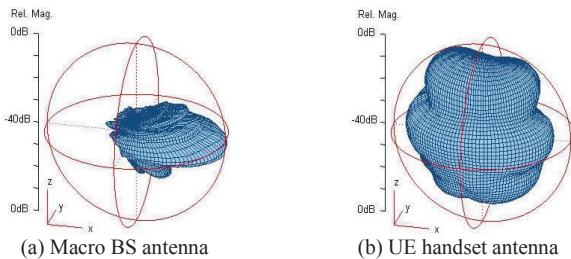 Rel. Mag.
0dB
-40dB
0dB
z
y
x
(a) Macro BS antenna
Rel. Mag.
0dB
-40dB
0dB
z
y
x
(b) UE handset antenna